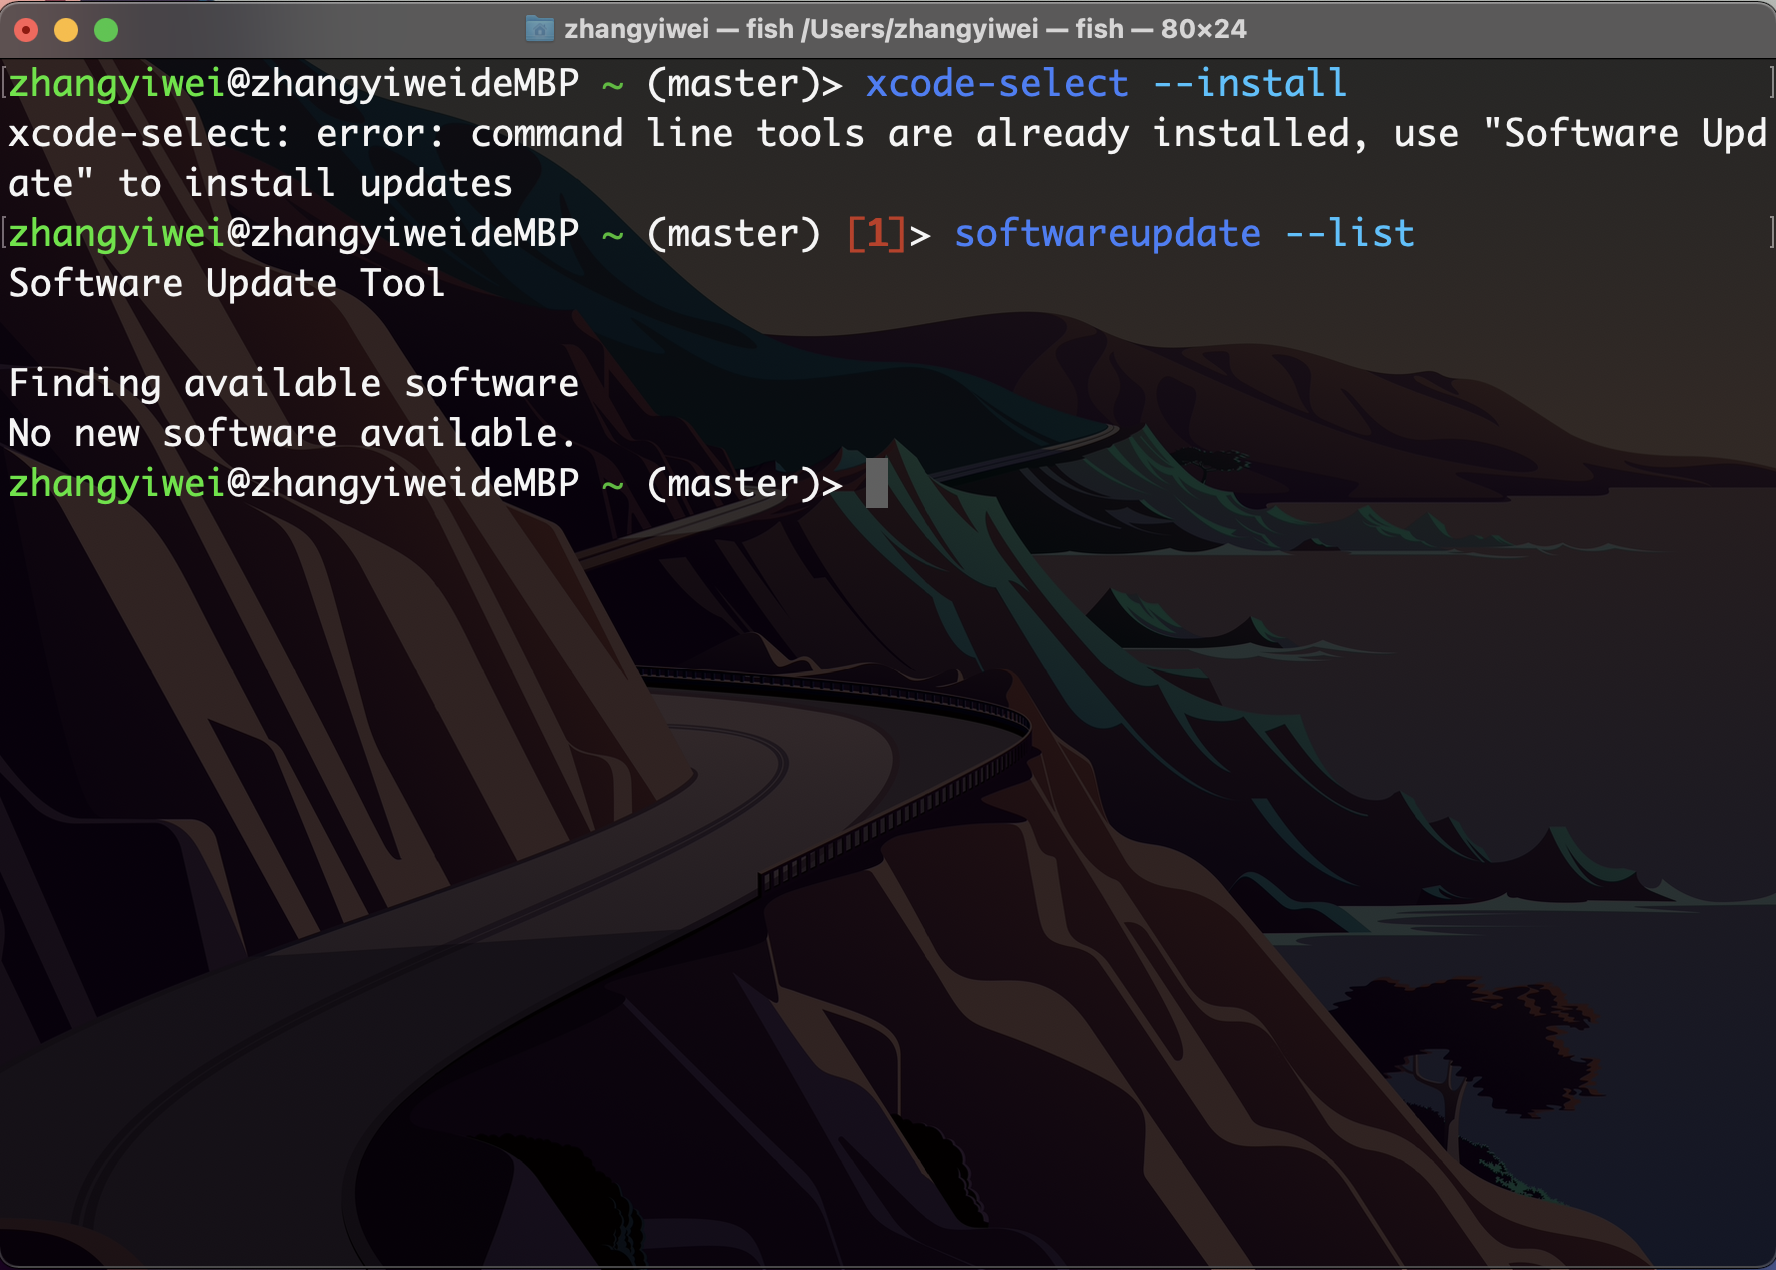 zhangyiwei — fish /Users/zhangyiwei — fish — 80×24
[zhangyiwei@zhangyiweideMBP ~ (master)> xcode-select --install ]
xcode-select: error: command line tools are already installed, use "Software Upd
ate" to install updates
[zhangyiwei@zhangyiweideMBP ~ (master) [1]> softwareupdate --list ]
Software Update Tool
Finding available software
No new software available.
zhangyiwei@zhangyiweideMBP ~ (master)>